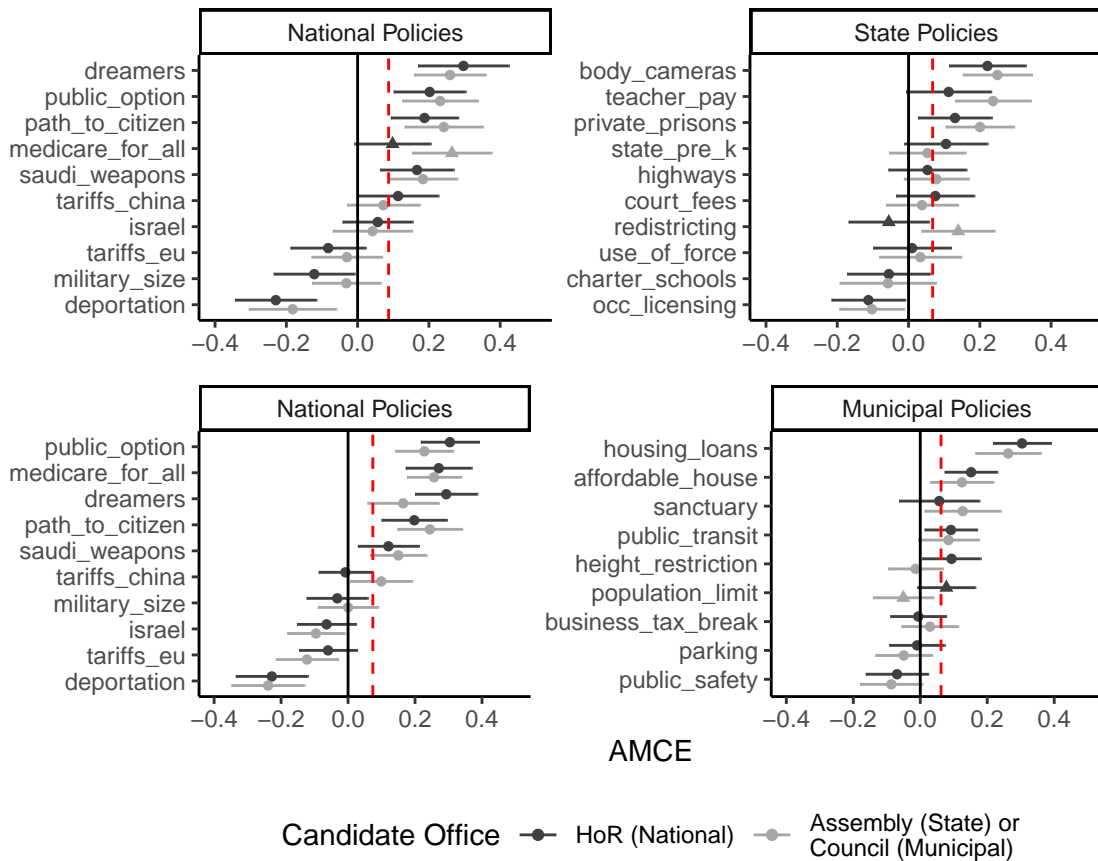 National Policies
dreamers
public_option
path_to_citizen
medicare_for_all
saudi_weapons
tariffs_china
israel
tariffs_eu
military_size
deportation
−0.4 −0.2 0.0 0.2 0.4
State Policies
body_cameras
teacher_pay
private_prisons
state_pre_k
highways
court_fees
redistricting
use_of_force
charter_schools
occ_licensing
−0.4 −0.2 0.0 0.2 0.4
National Policies
public_option
medicare_for_all
dreamers
path_to_citizen
saudi_weapons
tariffs_china
military_size
israel
tariffs_eu
deportation
−0.4 −0.2 0.0 0.2 0.4
Municipal Policies
housing_loans
affordable_house
sanctuary
public_transit
height_restriction
population_limit
business_tax_break
parking
public_safety
−0.4 −0.2 0.0 0.2 0.4
AMCE
Candidate Office
HoR (National)
Assembly (State) or
Council (Municipal)